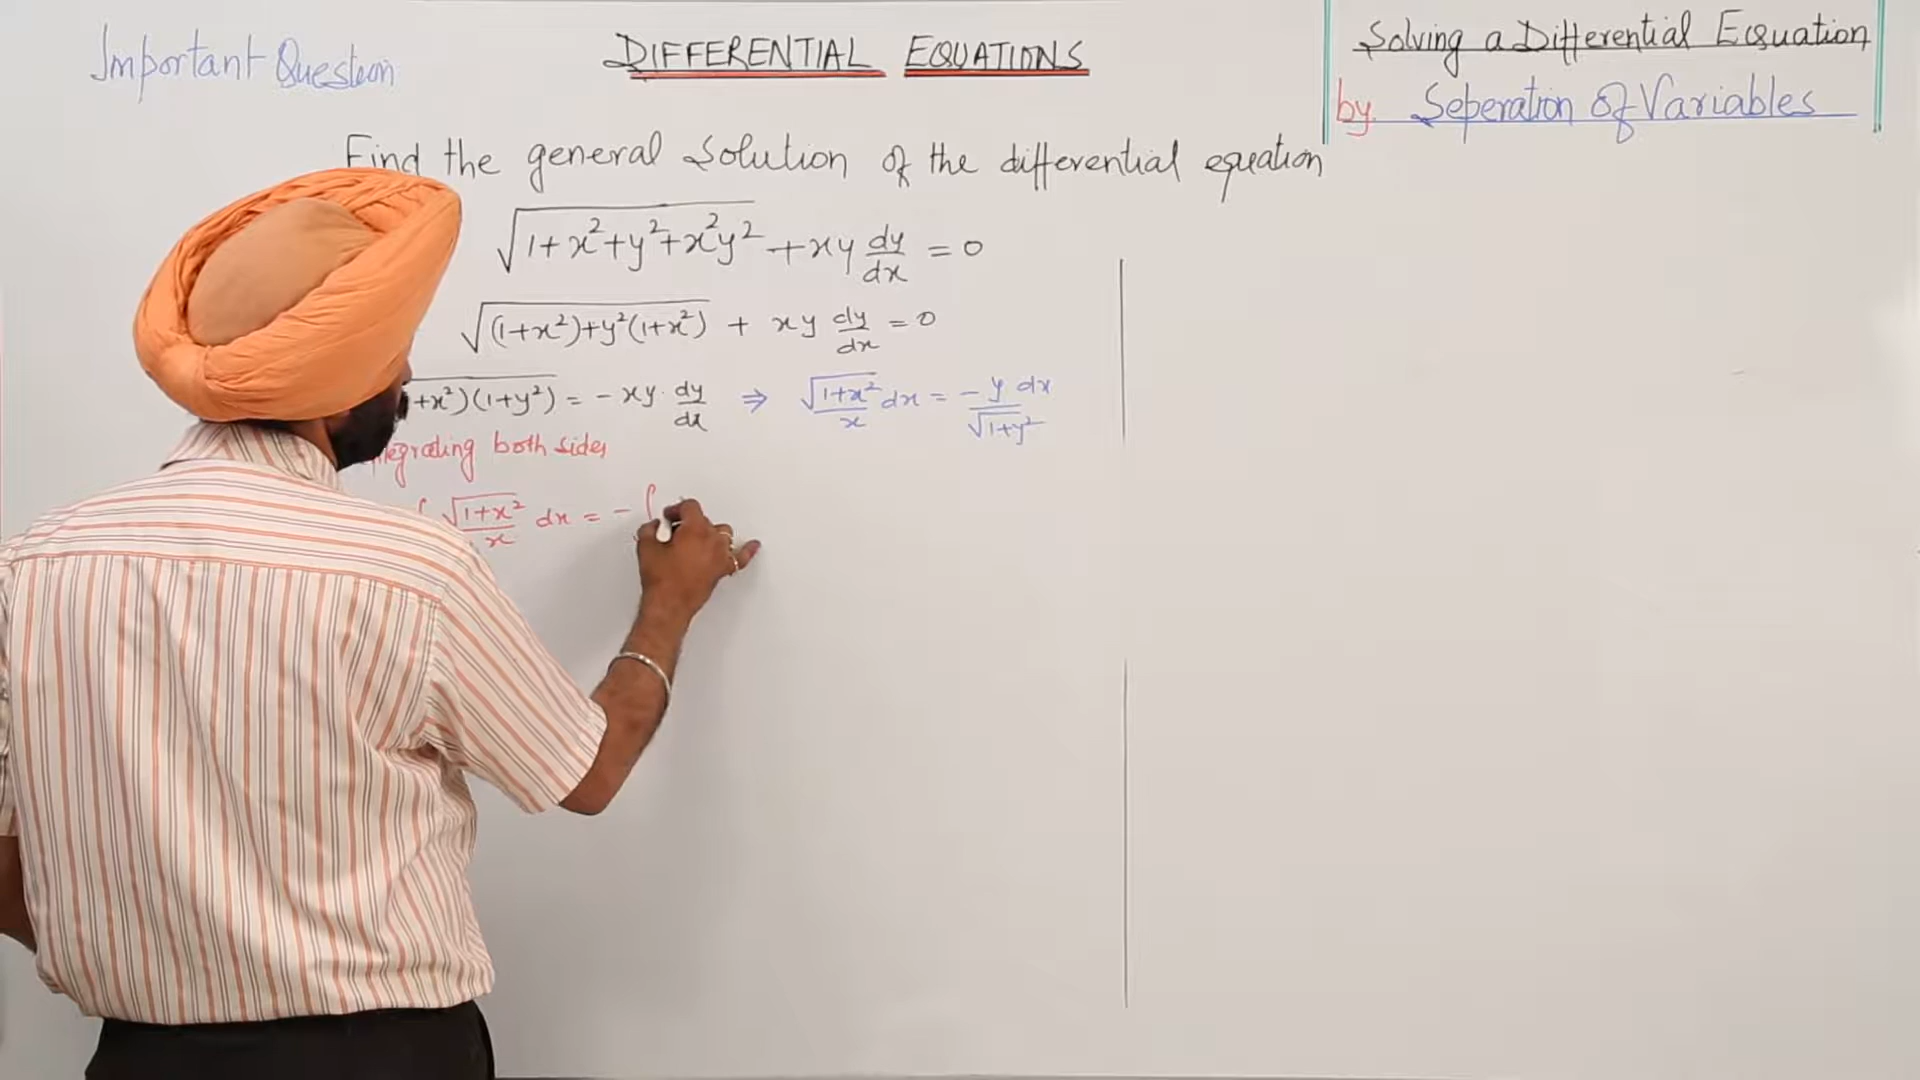 Important Question
DIFFERENTIAL EQUATIONS
Solving a Differential Equation
by Seperation of Variables
Find the general Solution of the differential equation
√(1+x²+y²+x²y²) + xy dy/dx = 0
√((1+x²)+y²(1+x²)) + xy dy/dx = 0
+x²)(1+y²) = - xy · dy/dx ⇒ √(1+x²)/x dx = - y dx/√(1+y²)
both sides
∫ √(1+x²)/x dx = - ∫